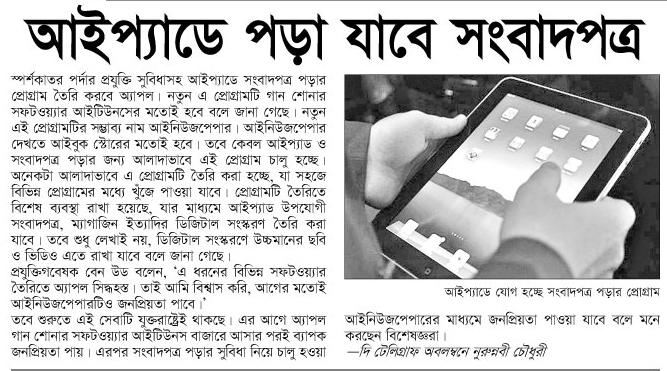 আইপ্যাডে পড়া যাবে সংবাদপত্র
স্পর্শকাতর পর্দার প্রযুক্তি সুবিধাসহ আইপ্যাডে সংবাদপত্র পড়ার
প্রোগ্রাম তৈরি করবে অ্যাপল। নতুন এ প্রোগ্রামটি গান শোনার
সফটওয়্যার আইটিউনসের মতোই হবে বলে জানা গেছে। নতুন
এই প্রোগ্রামটির সম্ভাব্য নাম আইনিউজপেপার। আইনিউজপেপার
দেখতে আইবুক স্টোরের মতোই হবে। তবে কেবল আইপ্যাড ও
সংবাদপত্র পড়ার জন্য আলাদাভাবে এই প্রোগ্রাম চালু হচ্ছে।
অনেকটা আলাদাভাবে এ প্রোগ্রামটি তৈরি করা হচ্ছে, যা সহজে
বিভিন্ন প্রোগ্রামের মধ্যে খুঁজে পাওয়া যাবে। প্রোগ্রামটি তৈরিতে
বিশেষ ব্যবস্থা রাখা হয়েছে, যার মাধ্যমে আইপ্যাড উপযোগী
সংবাদপত্র, ম্যাগাজিন ইত্যাদির ডিজিটাল সংস্করণ তৈরি করা
যাবে। তবে শুধু লেখাই নয়, ডিজিটাল সংস্করণে উচ্চমানের ছবি
ও ভিডিও এতে রাখা যাবে বলে জানা গেছে।
প্রযুক্তিগবেষক বেন উড বলেন, ‘এ ধরনের বিভিন্ন সফটওয়্যার
তৈরিতে অ্যাপল সিদ্ধহস্ত। তাই আমি বিশ্বাস করি, আগের মতোই
আইনিউজপেপারটিও জনপ্রিয়তা পাবে।’
তবে শুরুতে এই সেবাটি যুক্তরাষ্ট্রেই থাকছে। এর আগে অ্যাপল
গান শোনার সফটওয়্যার আইটিউনস বাজারে আসার পরই ব্যাপক
জনপ্রিয়তা পায়। এরপর সংবাদপত্র পড়ার সুবিধা নিয়ে চালু হওয়া
আইপ্যাডে যোগ হচ্ছে সংবাদপত্র পড়ার প্রোগ্রাম
আইনিউজপেপারের মাধ্যমে জনপ্রিয়তা পাওয়া যাবে বলে মনে
করছেন বিশেষজ্ঞরা।
—দি টেলিগ্রাফ অবলম্বনে নুরুন্নবী চৌধুরী